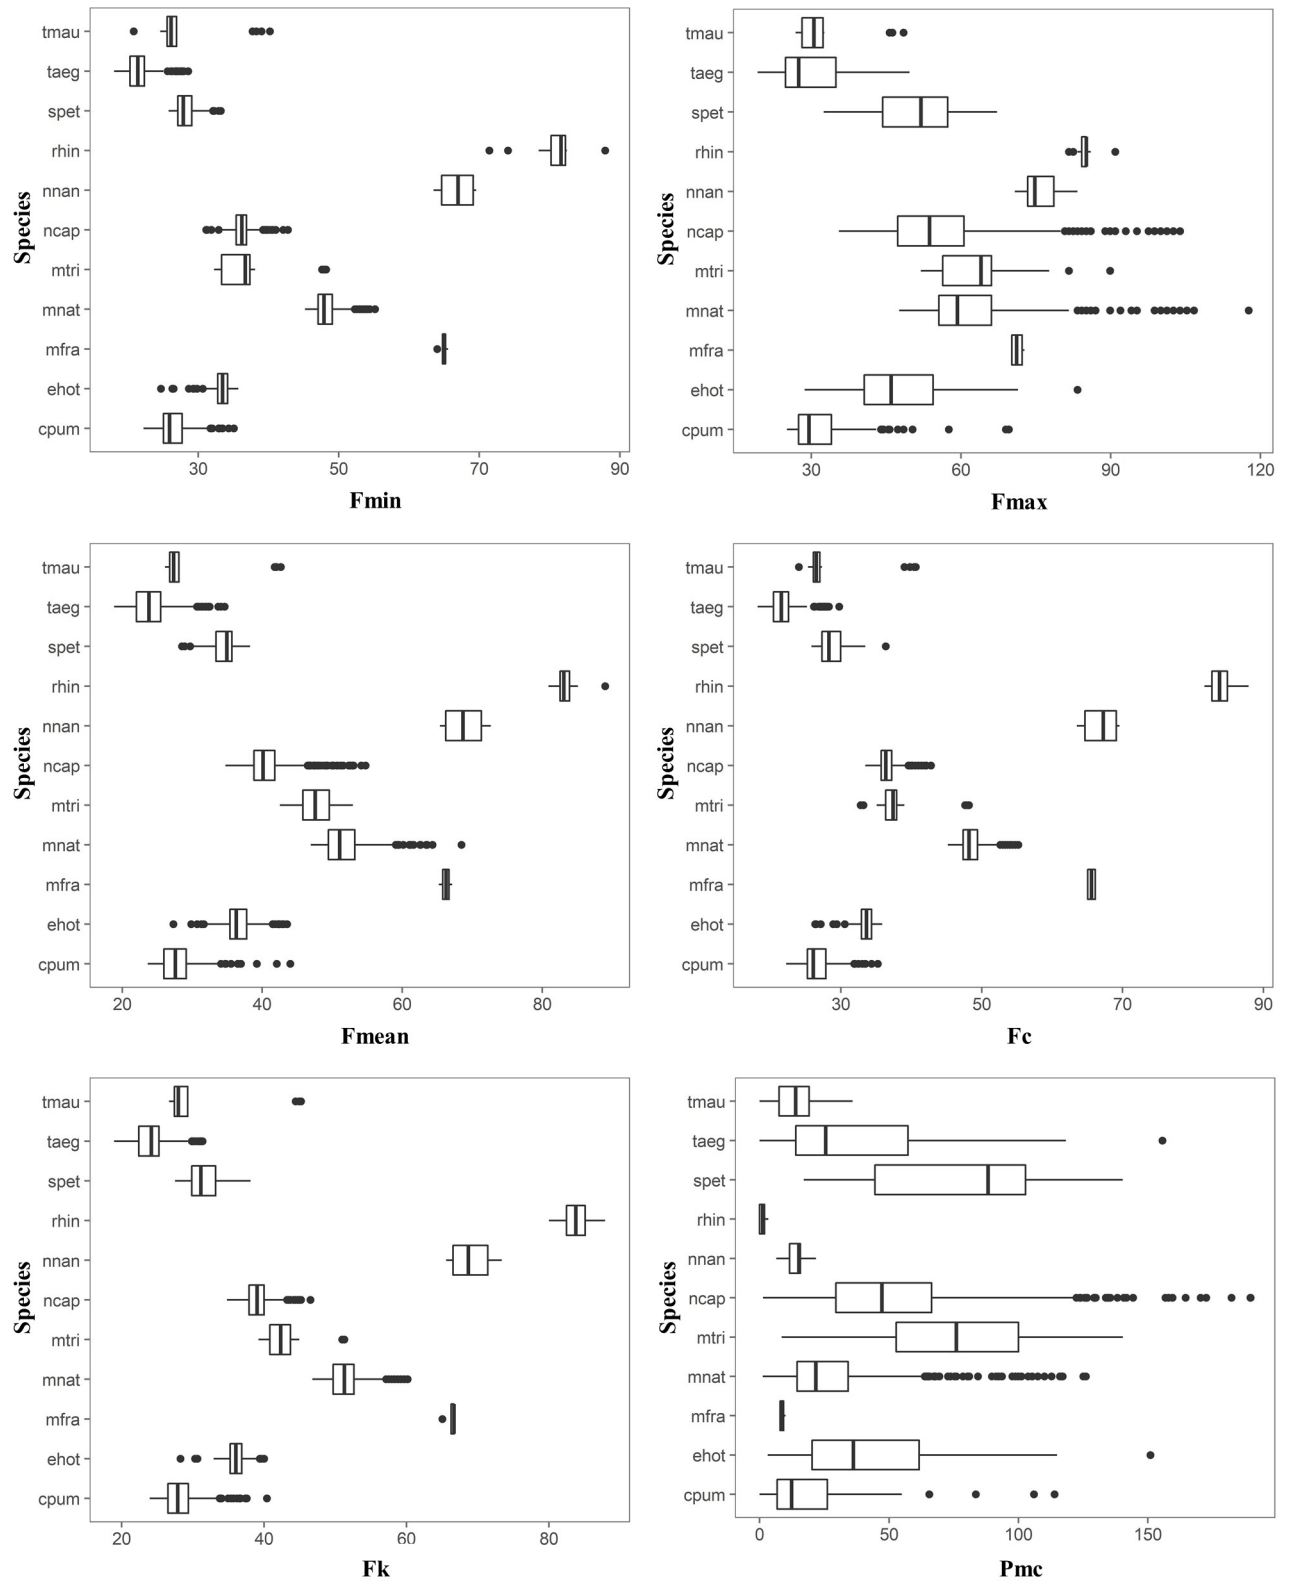 Species
tmau
taeg
spet
rhin
nnan
ncap
mtri
mnat
mfra
ehot
cpum
30 50 70 90
Fmin
Species
tmau
taeg
spet
rhin
nnan
ncap
mtri
mnat
mfra
ehot
cpum
30 60 90 120
Fmax
Species
tmau
taeg
spet
rhin
nnan
ncap
mtri
mnat
mfra
ehot
cpum
20 40 60 80
Fmean
Species
tmau
taeg
spet
rhin
nnan
ncap
mtri
mnat
mfra
ehot
cpum
30 50 70 90
Fc
Species
tmau
taeg
spet
rhin
nnan
ncap
mtri
mnat
mfra
ehot
cpum
20 40 60 80
Fk
Species
tmau
taeg
spet
rhin
nnan
ncap
mtri
mnat
mfra
ehot
cpum
0 50 100 150
Pmc